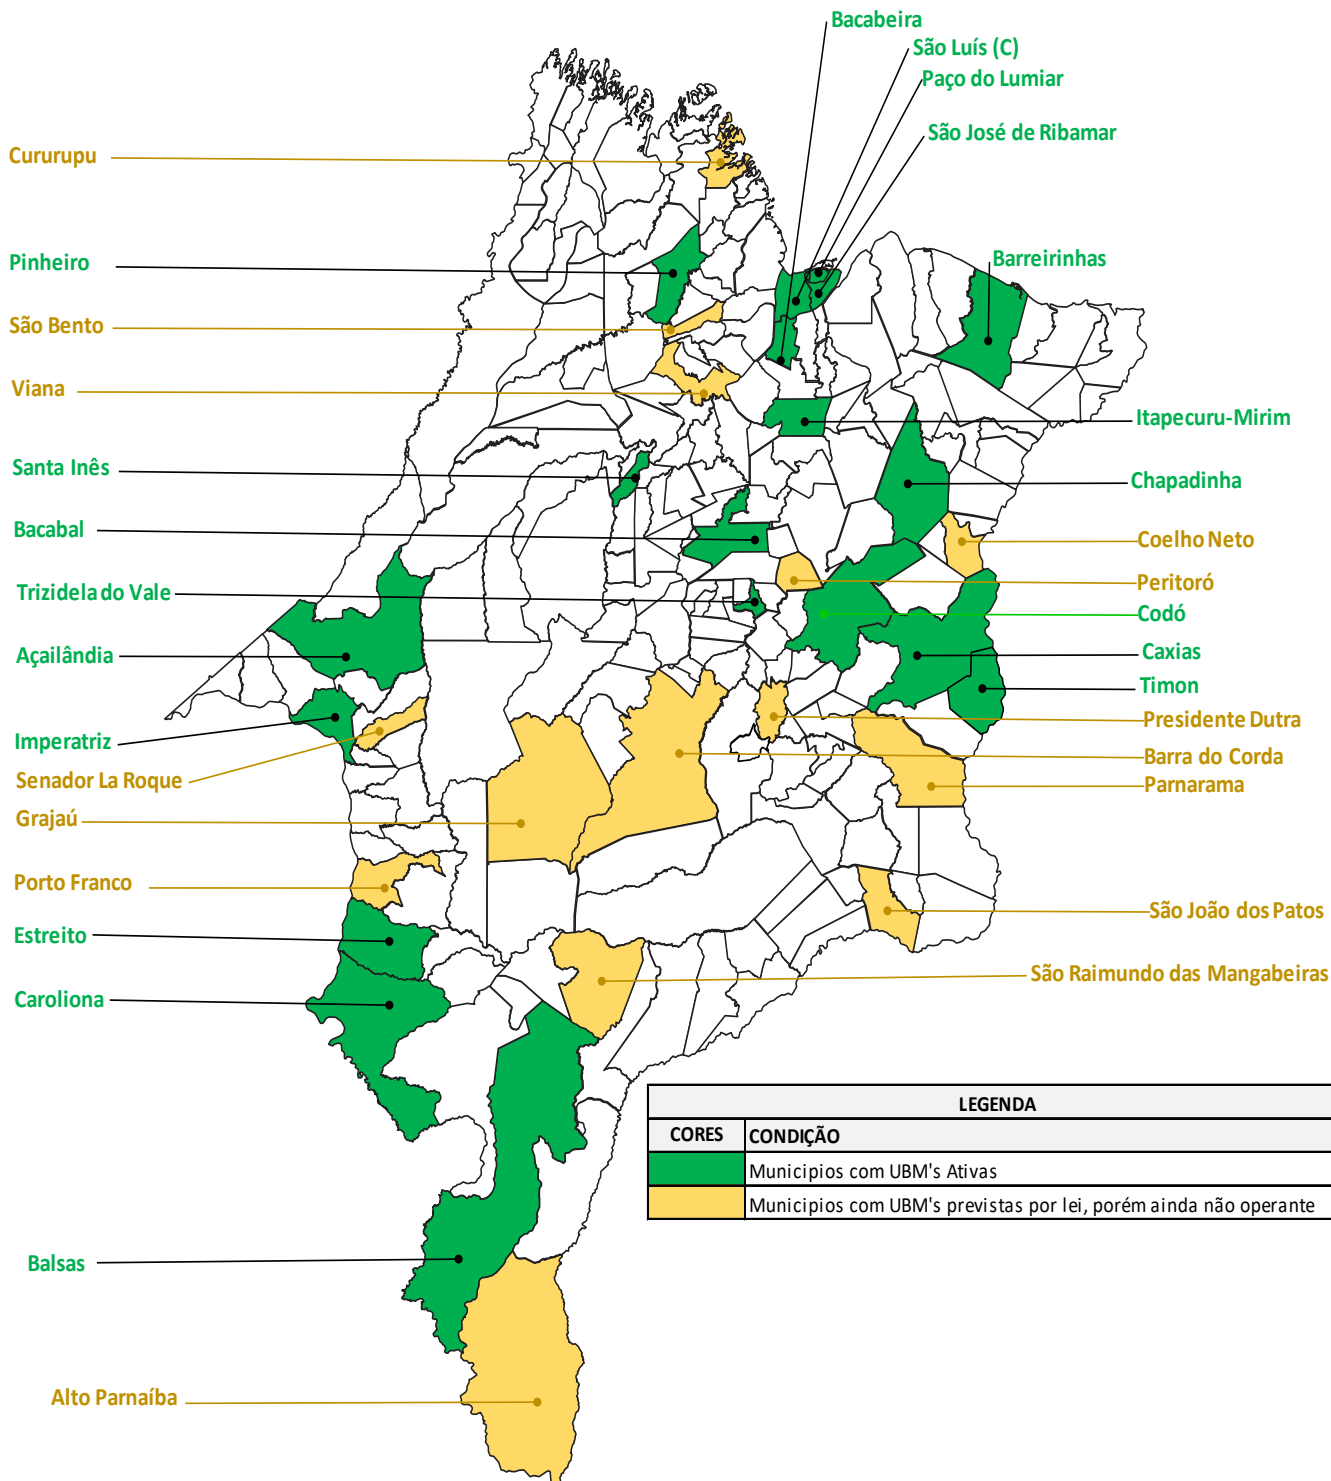 Bacabeira
São Luís (C)
Paço do Lumiar
São José de Ribamar
Cururupu
Pinheiro
Barreirinhas
São Bento
Viana
Itapecuru-Mirim
Santa Inês
Chapadinha
Bacabal
Coelho Neto
Peritoró
Trizidela do Vale
Codó
Açailândia
Caxias
Timon
Presidente Dutra
Imperatriz
Barra do Corda
Senador La Roque
Parnarama
Grajaú
Porto Franco
São João dos Patos
Estreito
São Raimundo das Mangabeiras
Caroliona
LEGENDA
CORES CONDIÇÃO
Municipios com UBM's Ativas
Municipios com UBM's previstas por lei, porém ainda não operante
Balsas
Alto Parnaíba